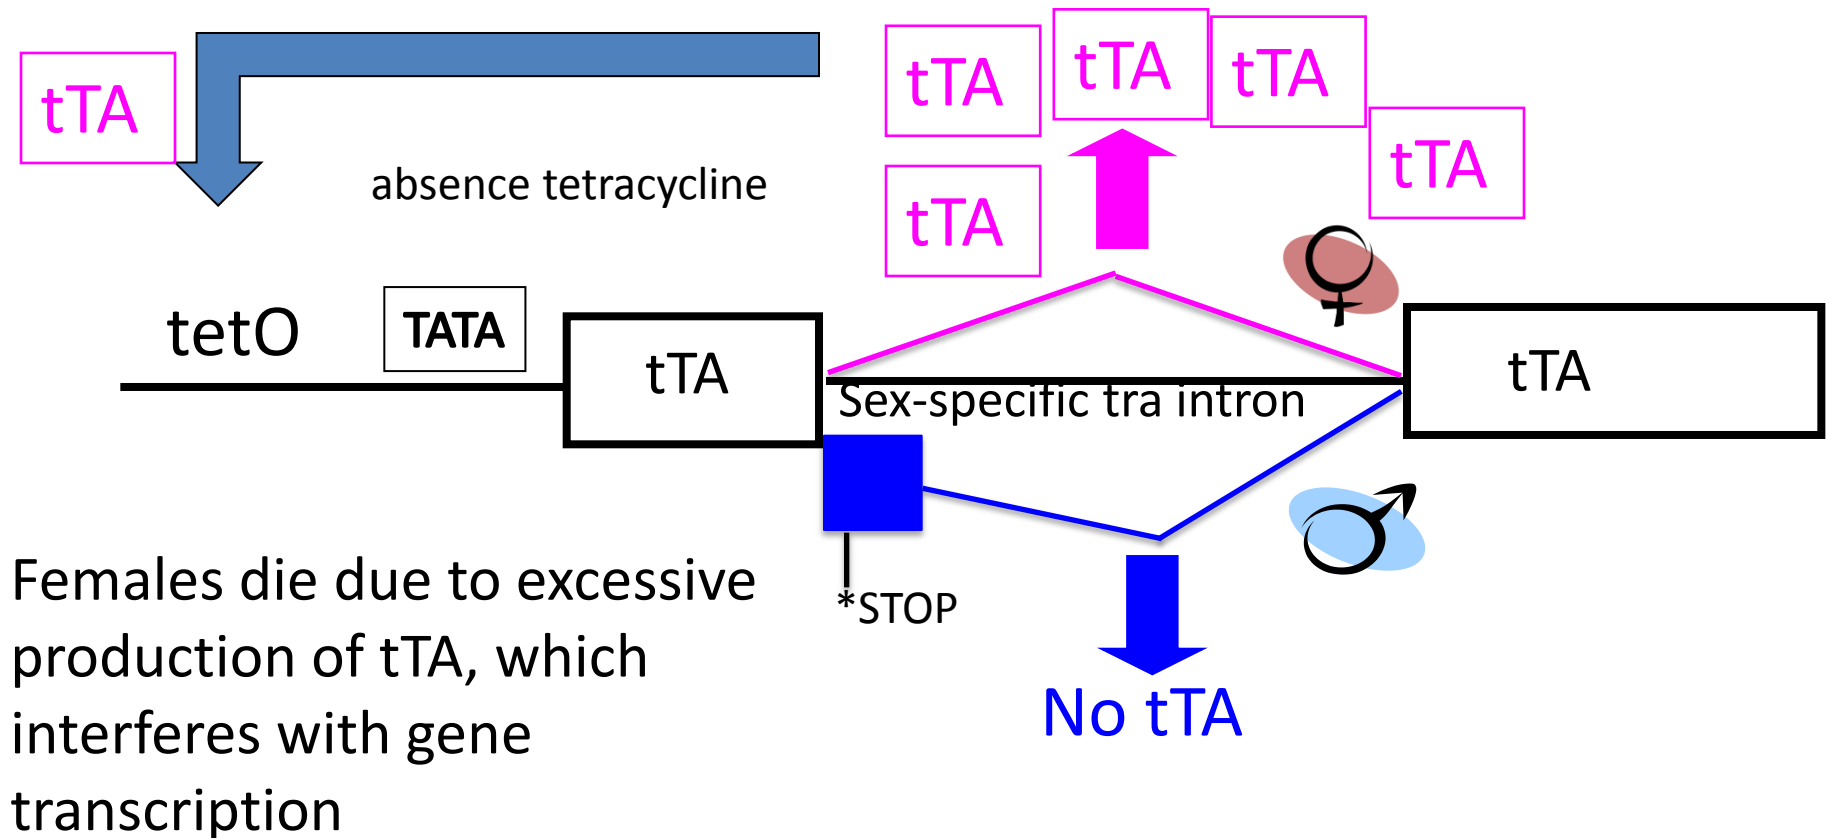 tTA
tTA
tTA
tTA
tTA
absence tetracycline
tTA
tetO
TATA
tTA
Sex-specific tra intron
tTA
*STOP
No tTA
Females die due to excessive
production of tTA, which
interferes with gene
transcription